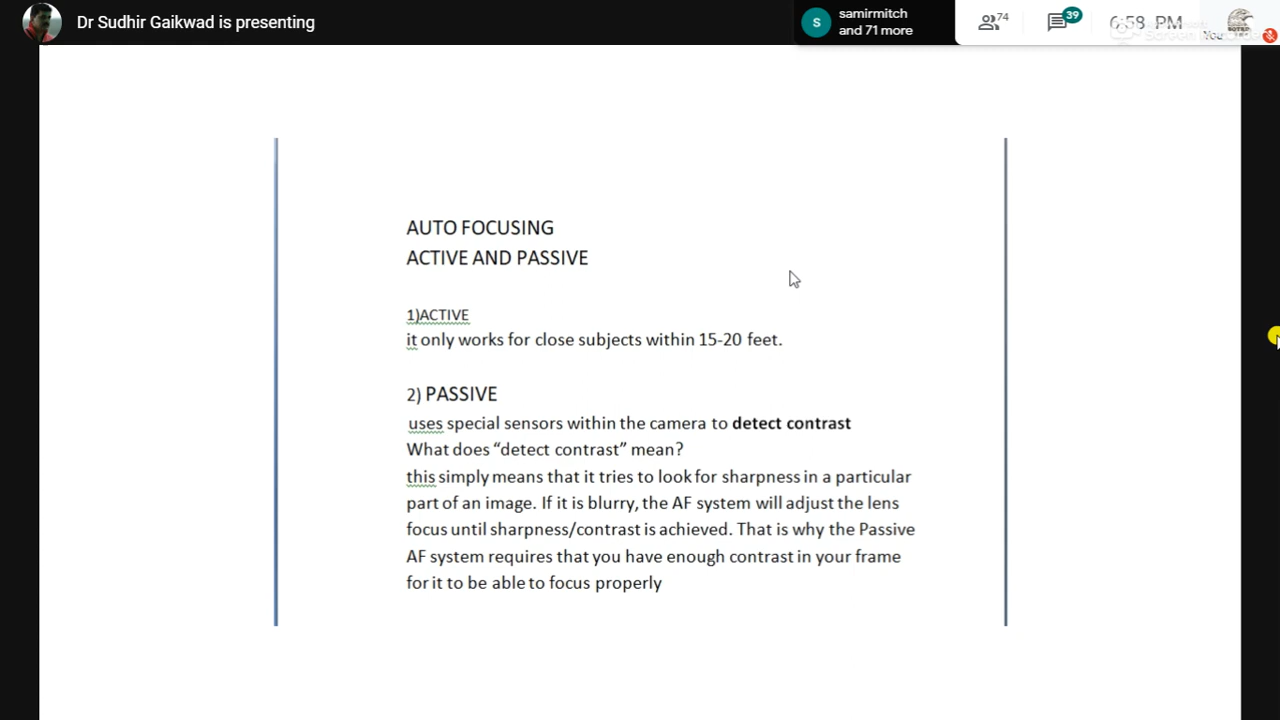 Dr Sudhir Gaikwad is presenting
S
samirmitch
and 71 more
74
39
6:58 PM
You
AUTO FOCUSING
ACTIVE AND PASSIVE
1)ACTIVE
it only works for close subjects within 15-20 feet.
2) PASSIVE
uses special sensors within the camera to detect contrast
What does “detect contrast” mean?
this simply means that it tries to look for sharpness in a particular
part of an image. If it is blurry, the AF system will adjust the lens
focus until sharpness/contrast is achieved. That is why the Passive
AF system requires that you have enough contrast in your frame
for it to be able to focus properly